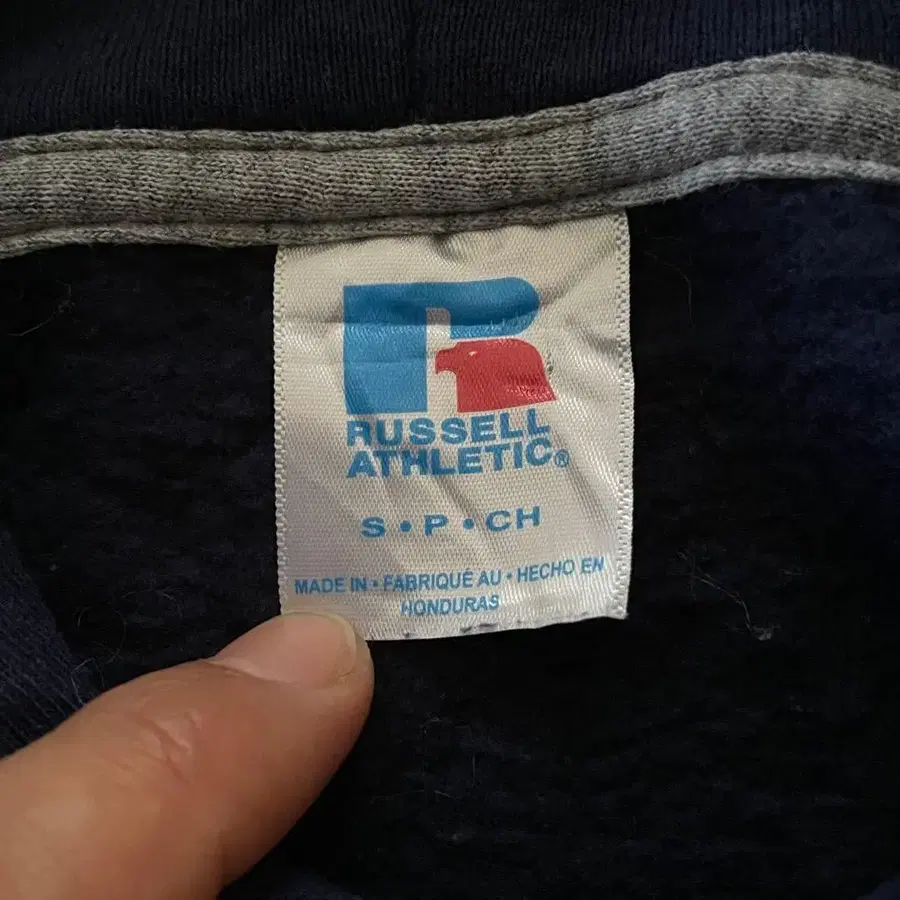 RUSSELL
ATHLETIC®
S • P • CH
MADE IN • FABRIQUÉ AU • HECHO EN
HONDURAS